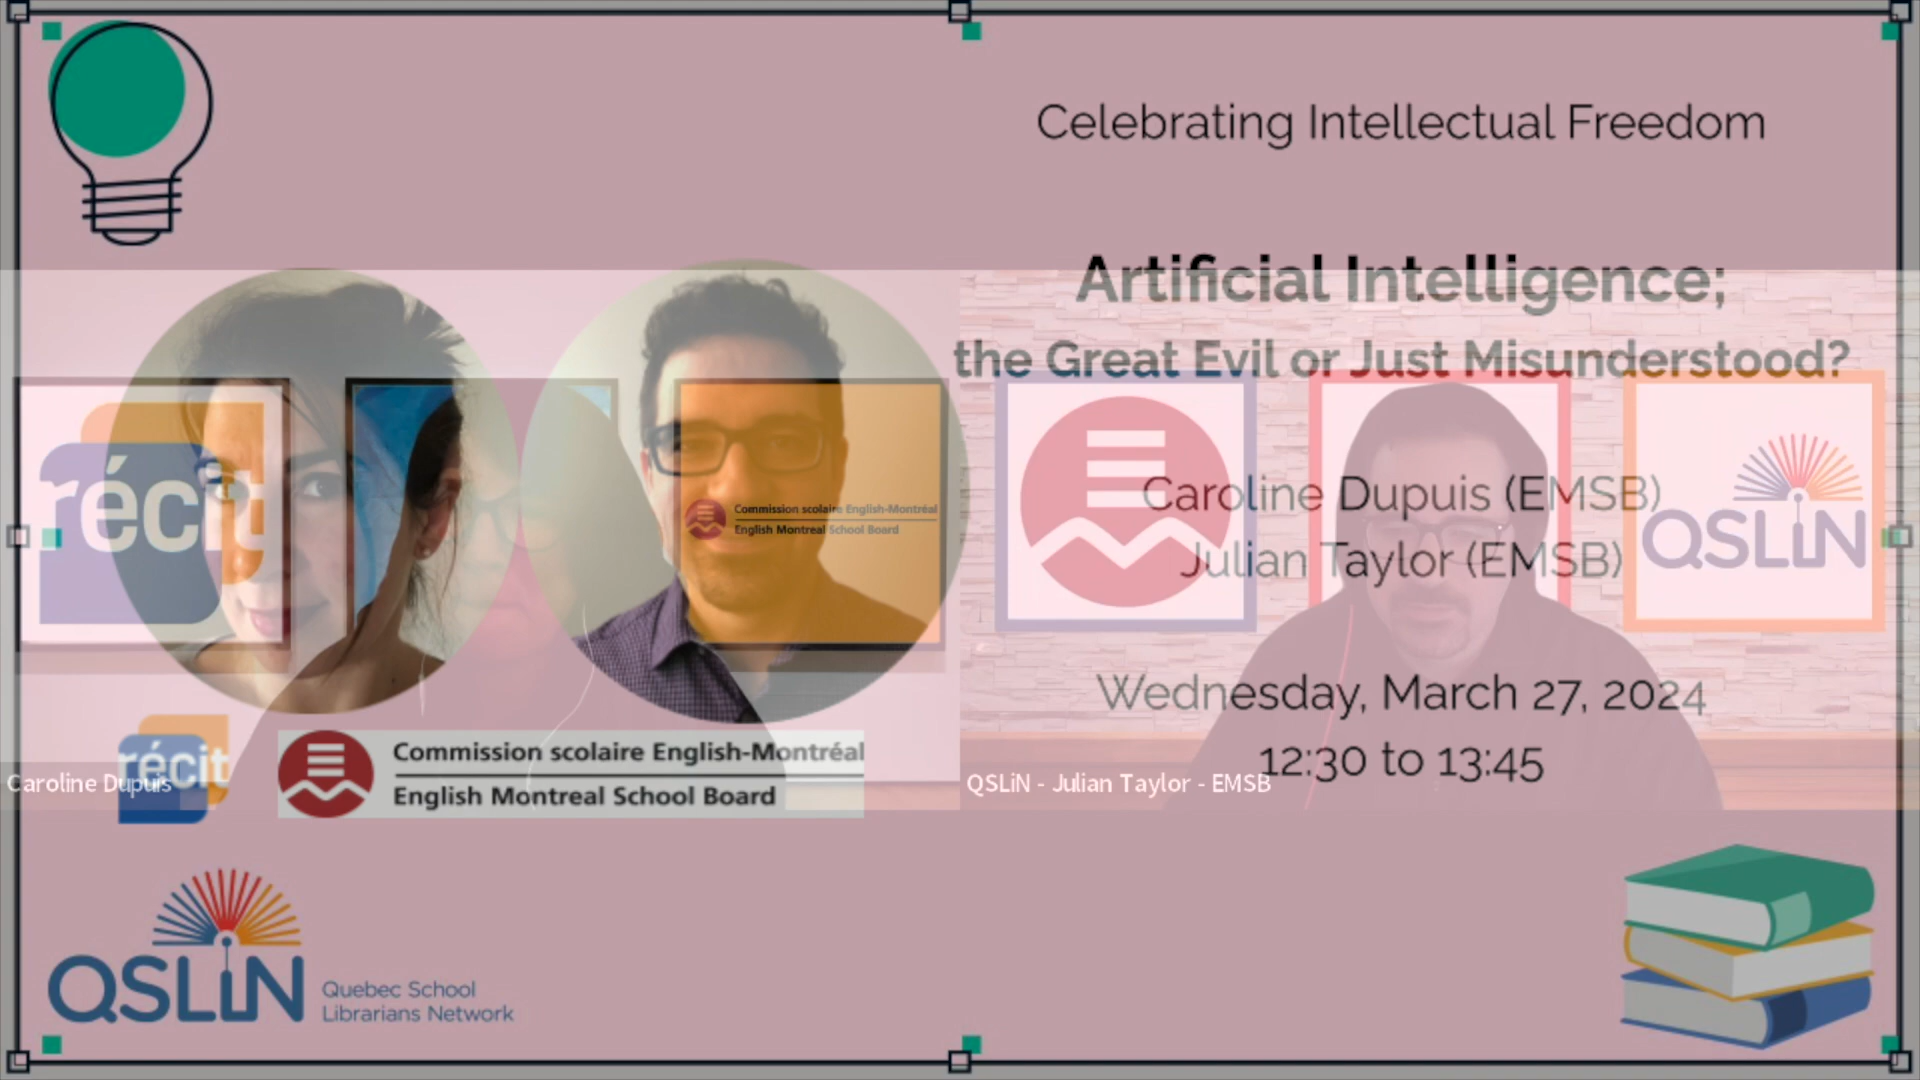 Celebrating Intellectual Freedom
Artificial Intelligence;
the Great Evil or Just Misunderstood?
récit
Commission scolaire English-Montréal
English Montreal School Board
Caroline Dupuis (EMSB)
Julian Taylor (EMSB)
QSLiN
Wednesday, March 27, 2024
12:30 to 13:45
récit
Commission scolaire English-Montréal
English Montreal School Board
Caroline Dupuis
QSLiN - Julian Taylor - EMSB
QSLiN
Quebec School
Librarians Network